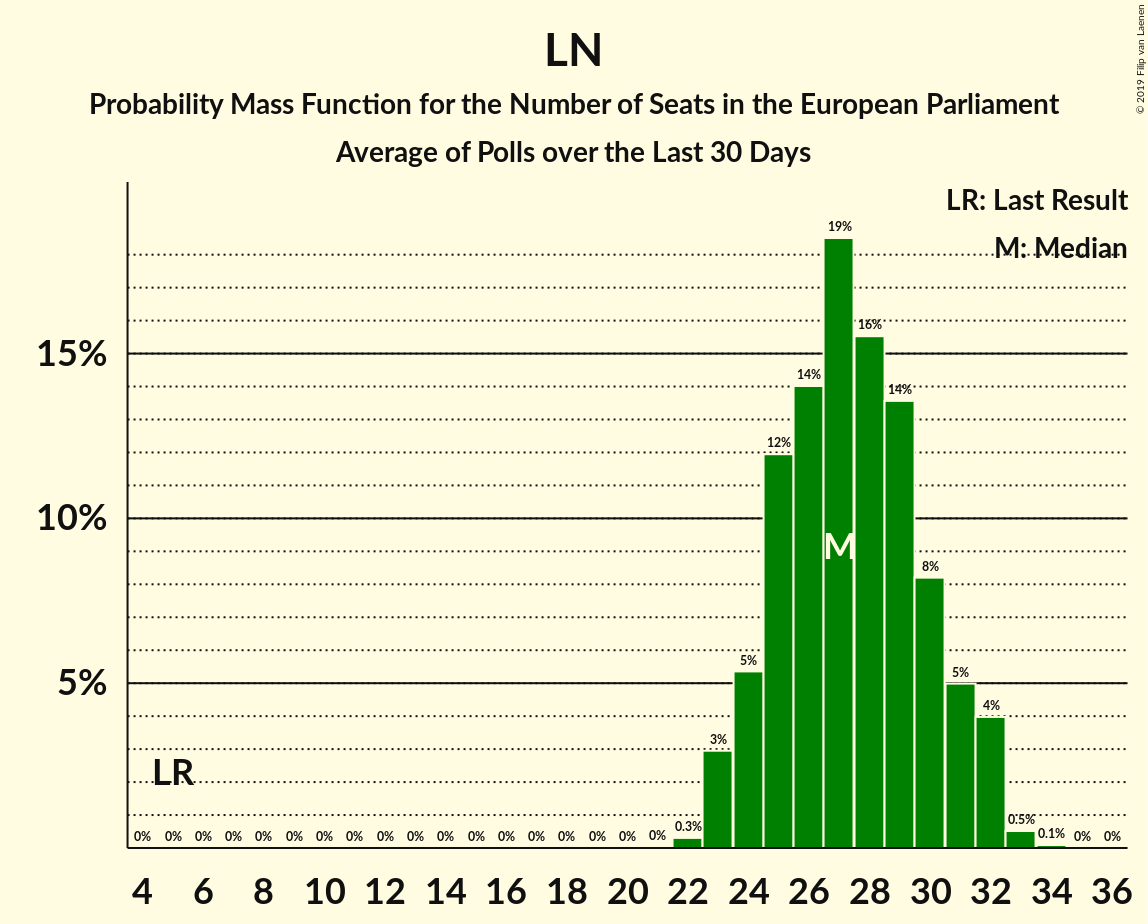 © 2019 Filip van Laenen
LN
Probability Mass Function for the Number of Seats in the European Parliament
Average of Polls over the Last 30 Days
LR: Last Result
M: Median
15%
10%
5%
LR
M
0% 0% 0% 0% 0% 0% 0% 0% 0% 0% 0% 0% 0% 0% 0% 0% 0% 0% 0.3% 3% 5% 12% 14% 19% 16% 14% 8% 5% 4% 0.5% 0.1% 0% 0%
4 6 8 10 12 14 16 18 20 22 24 26 28 30 32 34 36